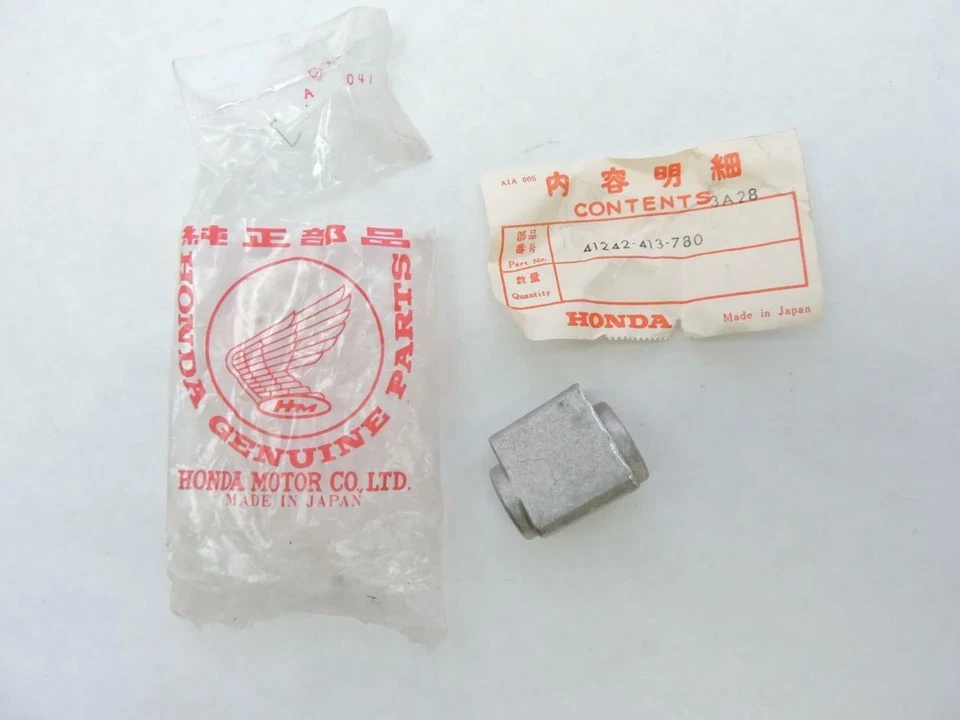 041
純正部品
HONDA GENUINE PARTS
HM
HONDA MOTOR CO., LTD.
MADE IN JAPAN
A1A 005
内容明細
CONTENTS
3A28
部品
番号
Part No.
41242-413-780
数量
Quantity
HONDA
Made in Japan